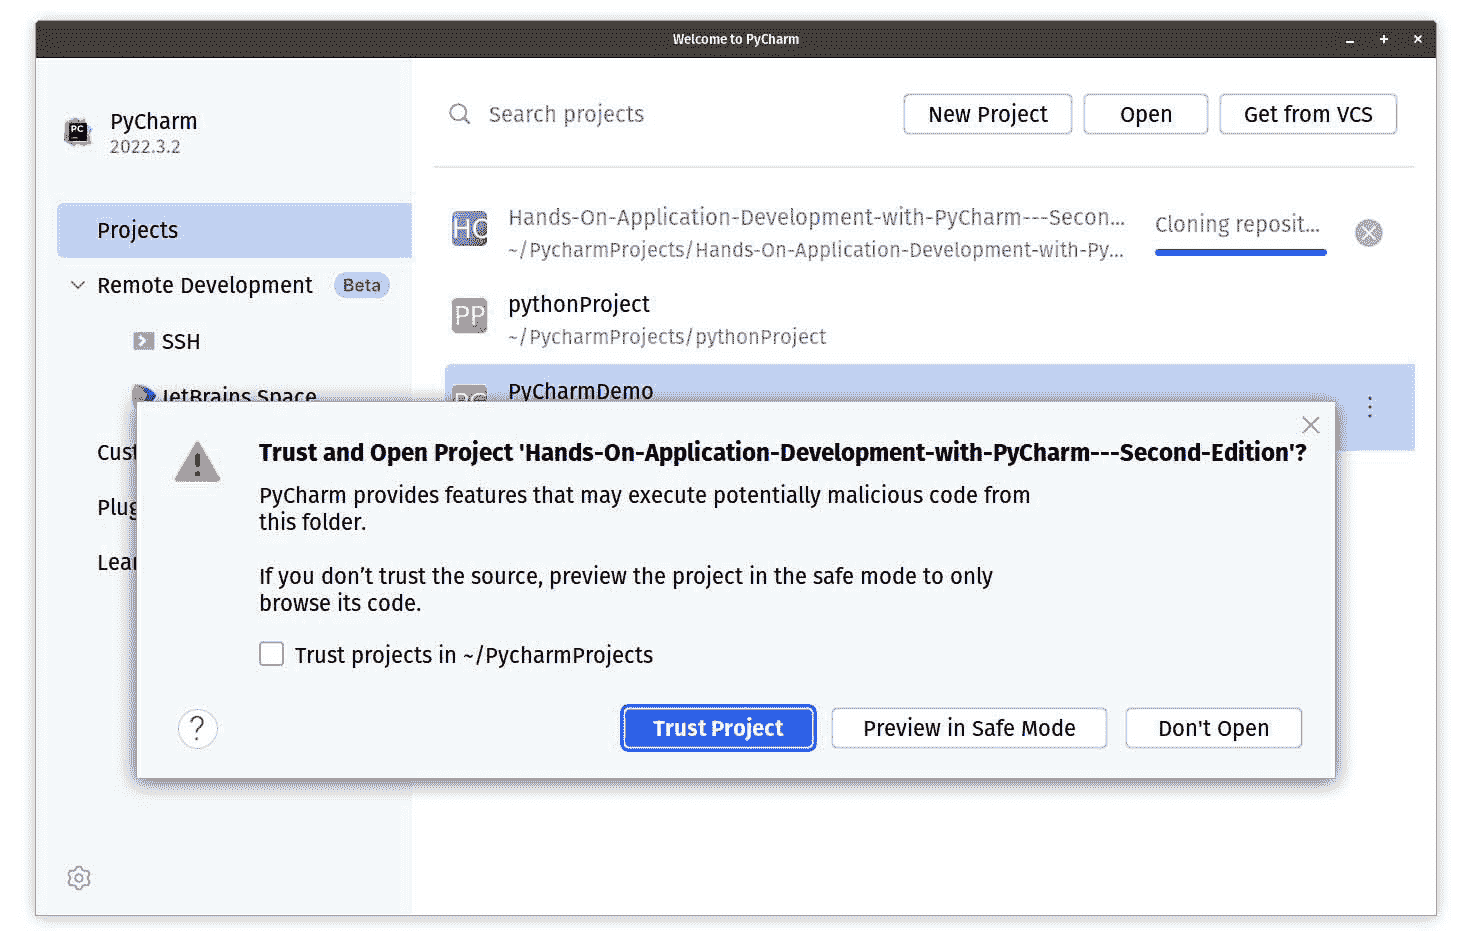 Welcome to PyCharm
PyCharm
2022.3.2
Search projects
New Project
Open
Get from VCS
Projects
Remote Development
Beta
SSH
JetBrains Space
Cust
Plug
Lear
HO
Hands-On-Application-Development-with-PyCharm---Secon...
~/PycharmProjects/Hands-On-Application-Development-with-Py...
Cloning reposit...
PP
pythonProject
~/PycharmProjects/pythonProject
PyCharmDemo
Trust and Open Project 'Hands-On-Application-Development-with-PyCharm---Second-Edition'?
PyCharm provides features that may execute potentially malicious code from
this folder.
If you don’t trust the source, preview the project in the safe mode to only
browse its code.
Trust projects in ~/PycharmProjects
?
Trust Project
Preview in Safe Mode
Don't Open